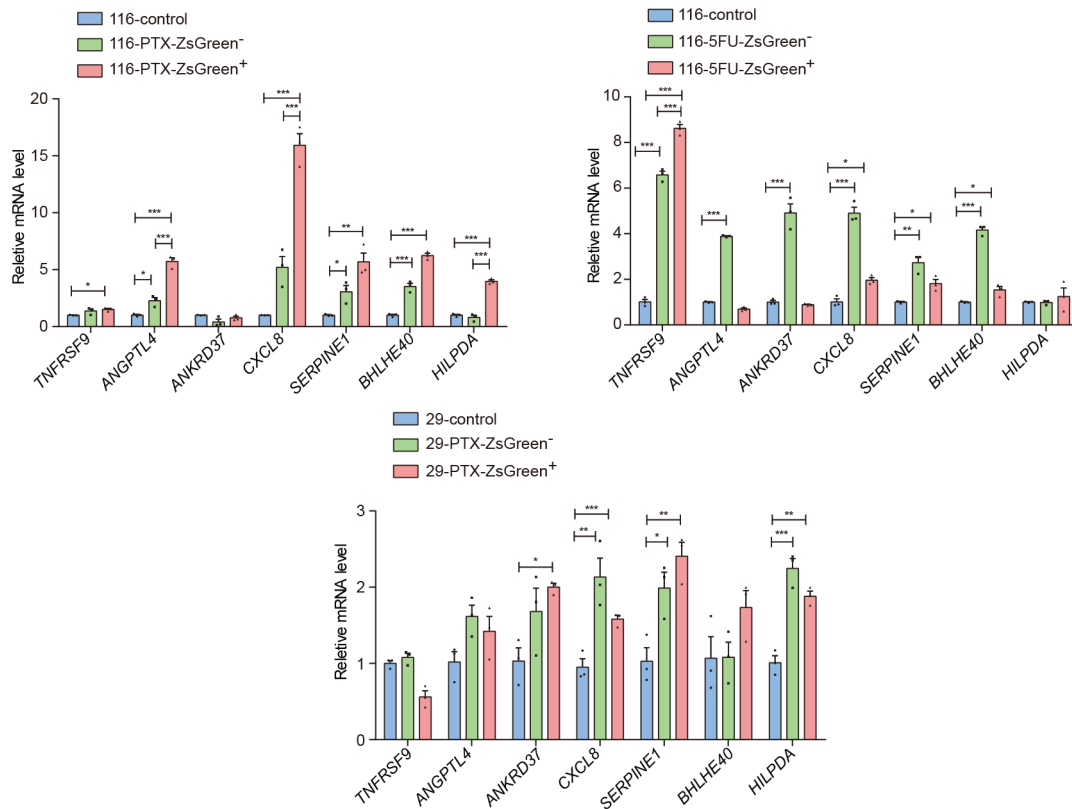 116-control
116-PTX-ZsGreen⁻
116-PTX-ZsGreen⁺
Reletive mRNA level
20
15
10
5
0
*
*
***
***
***
***
*
**
***
***
***
***
TNFRSF9
ANGPTL4
ANKRD37
CXCL8
SERPINE1
BHLHE40
HILPDA
116-control
116-5FU-ZsGreen⁻
116-5FU-ZsGreen⁺
Reletive mRNA level
10
8
6
4
2
0
***
***
***
***
***
*
***
*
**
*
***
TNFRSF9
ANGPTL4
ANKRD37
CXCL8
SERPINE1
BHLHE40
HILPDA
29-control
29-PTX-ZsGreen⁻
29-PTX-ZsGreen⁺
Reletive mRNA level
3
2
1
0
*
***
**
**
*
**
***
TNFRSF9
ANGPTL4
ANKRD37
CXCL8
SERPINE1
BHLHE40
HILPDA